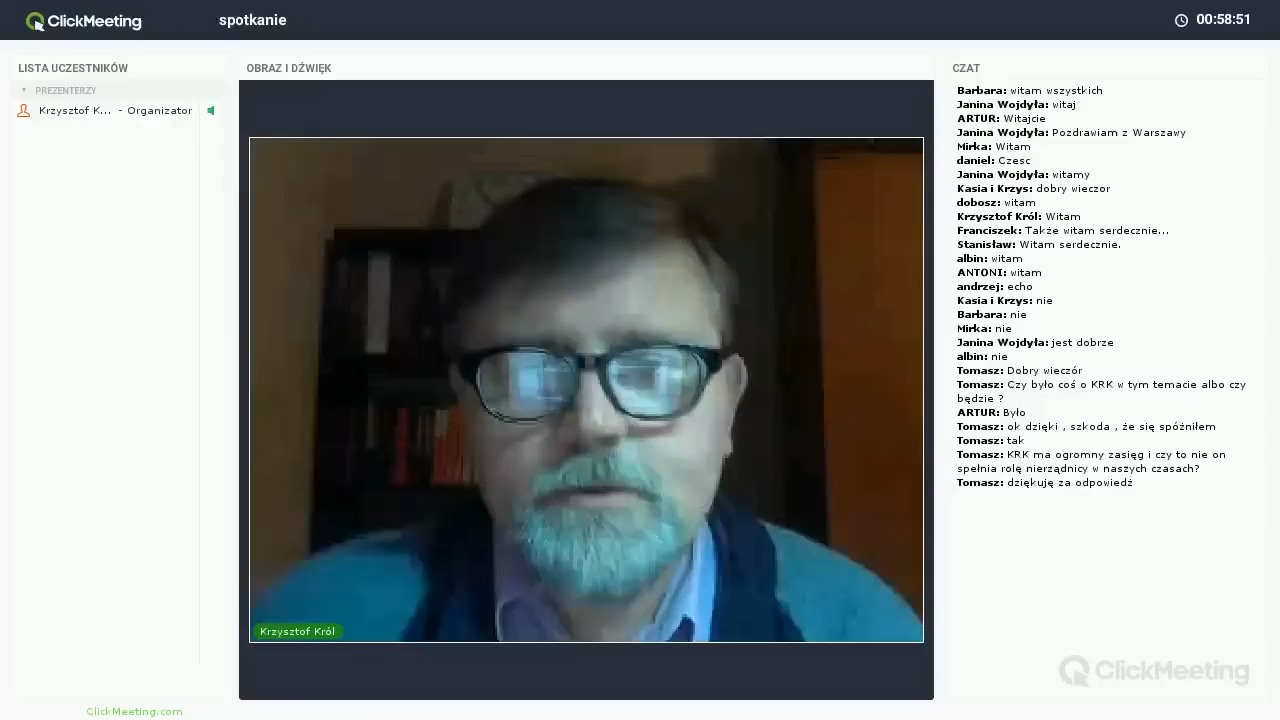 ClickMeeting
spotkanie
00:58:51
LISTA UCZESTNIKÓW
PREZENTERZY
Krzysztof K... - Organizator
OBRAZ I DŹWIĘK
Krzysztof Król
CZAT
Barbara: witam wszystkich
Janina Wojdyła: witaj
ARTUR: Witajcie
Janina Wojdyła: Pozdrawiam z Warszawy
Mirka: Witam
daniel: Czesc
Janina Wojdyła: witamy
Kasia i Krzys: dobry wieczor
dobosz: witam
Krzysztof Król: Witam
Franciszek: Także witam serdecznie...
Stanisław: Witam serdecznie.
albin: witam
ANTONI: witam
andrzej: echo
Kasia i Krzys: nie
Barbara: nie
Mirka: nie
Janina Wojdyła: jest dobrze
albin: nie
Tomasz: Dobry wieczór
Tomasz: Czy było coś o KRK w tym temacie albo czy
będzie ?
ARTUR: Było
Tomasz: ok dzięki , szkoda , że się spóźniłem
Tomasz: tak
Tomasz: KRK ma ogromny zasięg i czy to nie on
spełnia rolę nierządnicy w naszych czasach?
Tomasz: dziękuję za odpowiedź
ClickMeeting
ClickMeeting.com